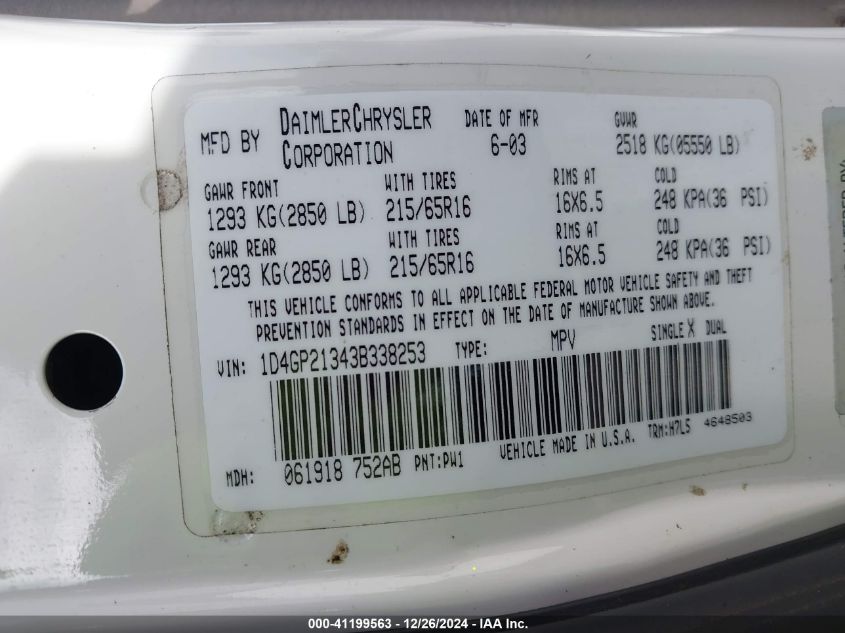 MFD BY DAIMLERCHRYSLER CORPORATION DATE OF MFR 6-03 GVWR 2518 KG(05550 LB)
GAWR FRONT WITH TIRES RIMS AT COLD
1293 KG(2850 LB) 215/65R16 16X6.5 248 KPA(36 PSI)
GAWR REAR WITH TIRES RIMS AT COLD
1293 KG(2850 LB) 215/65R16 16X6.5 248 KPA(36 PSI)
THIS VEHICLE CONFORMS TO ALL APPLICABLE FEDERAL MOTOR VEHICLE SAFETY AND THEFT
PREVENTION STANDARDS IN EFFECT ON THE DATE OF MANUFACTURE SHOWN ABOVE.
VIN: 1D4GP21343B338253 TYPE: MPV SINGLE X DUAL
MDH: 061918 752AB PNT:PW1 VEHICLE MADE IN U.S.A. TRM:H7L5 4648503
ALTERED BY:
000-41199563 - 12/26/2024 - IAA Inc.